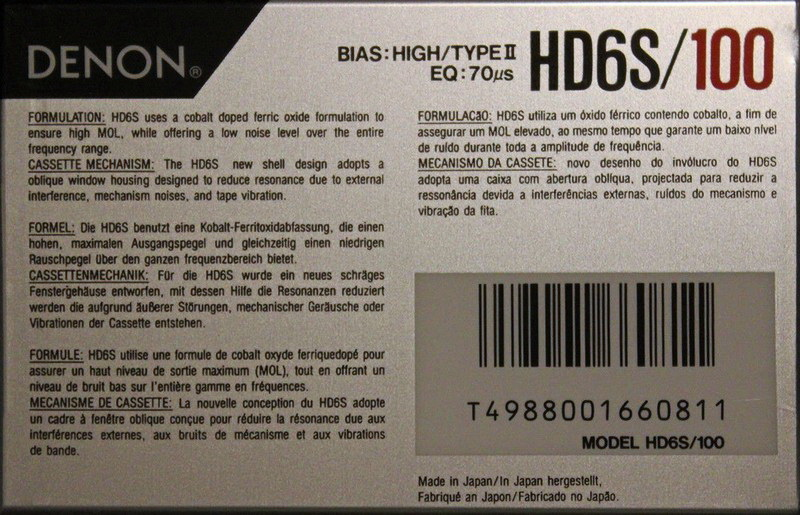 DENON®
BIAS:HIGH/TYPE II
EQ:70µs
HD6S/100
FORMULATION: HD6S uses a cobalt doped ferric oxide formulation to
ensure high MOL, while offering a low noise level over the entire
frequency range.
CASSETTE MECHANISM: The HD6S new shell design adopts a
oblique window housing designed to reduce resonance due to external
interference, mechanism noises, and tape vibration.
FORMEL: Die HD6S benutzt eine Kobalt-Ferritoxidabfassung, die einen
hohen, maximalen Ausgangspegel und gleichzeitig einen niedrigen
Rauschpegel über den ganzen frequenzbereich bietet.
CASSETTENMECHANIK: Für die HD6S wurde ein neues schräges
Fenstergehäuse entworfen, mit dessen Hilfe die Resonanzen reduziert
werden die aufgrund äußerer Störungen, mechanischer Geräusche oder
Vibrationen der Cassette entstehen.
FORMULE: HD6S utilise une formule de cobalt oxyde ferriquedopé pour
assurer un haut niveau de sortie maximum (MOL), tout en offrant un
niveau de bruit bas sur l'entière gamme en fréquences.
MECANISME DE CASSETTE: La nouvelle conception du HD6S adopte
un cadre à fenêtre oblique conçue pour réduire la résonance due aux
interférences externes, aux bruits de mécanisme et aux vibrations
de bande.
FORMULACãO: HD6S utiliza um óxido férrico contendo cobalto, a fim de
assegurar um MOL elevado, ao mesmo tempo que garante um baixo nível
de ruído durante toda a amplitude de frequência.
MECANISMO DA CASSETE: novo desenho do invólucro do HD6S
adopta uma caixa com abertura oblíqua, projectada para reduzir a
ressonância devida a interferências externas, ruídos do mecanismo e
vibração da fita.
T4988001660811
MODEL HD6S/100
Made in Japan/In Japan hergestellt,
Fabriqué an Japon/Fabricado no Japão.